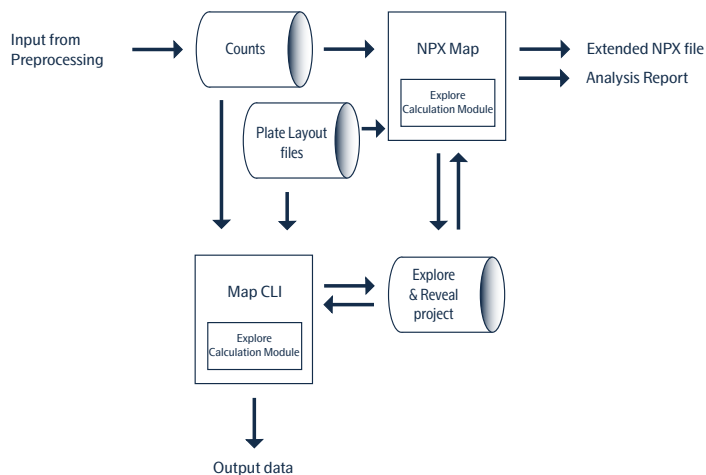 Input from
Preprocessing
Counts
NPX Map
Explore
Calculation Module
Extended NPX file
Analysis Report
Plate Layout
files
Map CLI
Explore
Calculation Module
Explore
& Reveal
project
Output data